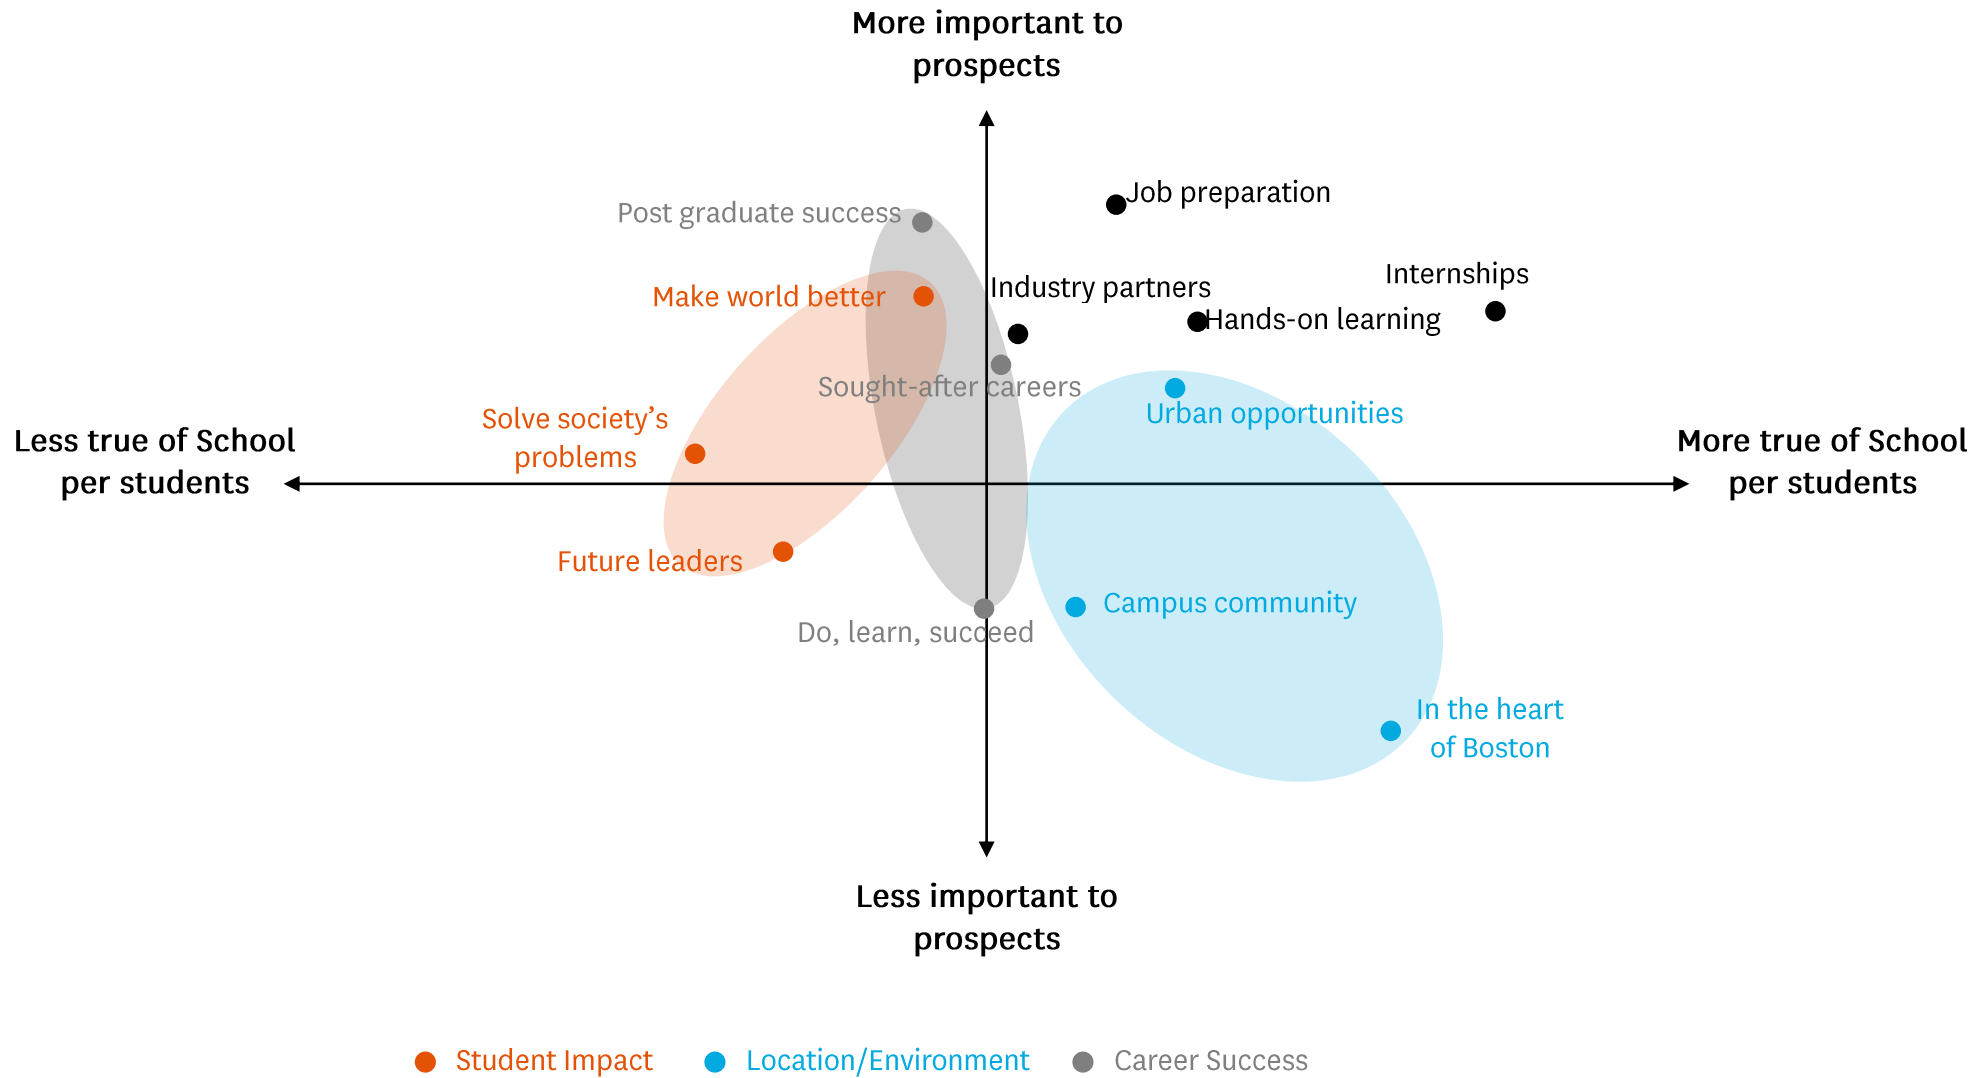 More important to
prospects
Job preparation
Post graduate success
Internships
Industry partners
Make world better
Hands-on learning
Sought-after careers
Urban opportunities
Solve society’s
problems
Less true of School
per students
More true of School
per students
Future leaders
Campus community
Do, learn, succeed
In the heart
of Boston
Less important to
prospects
Student Impact
Location/Environment
Career Success